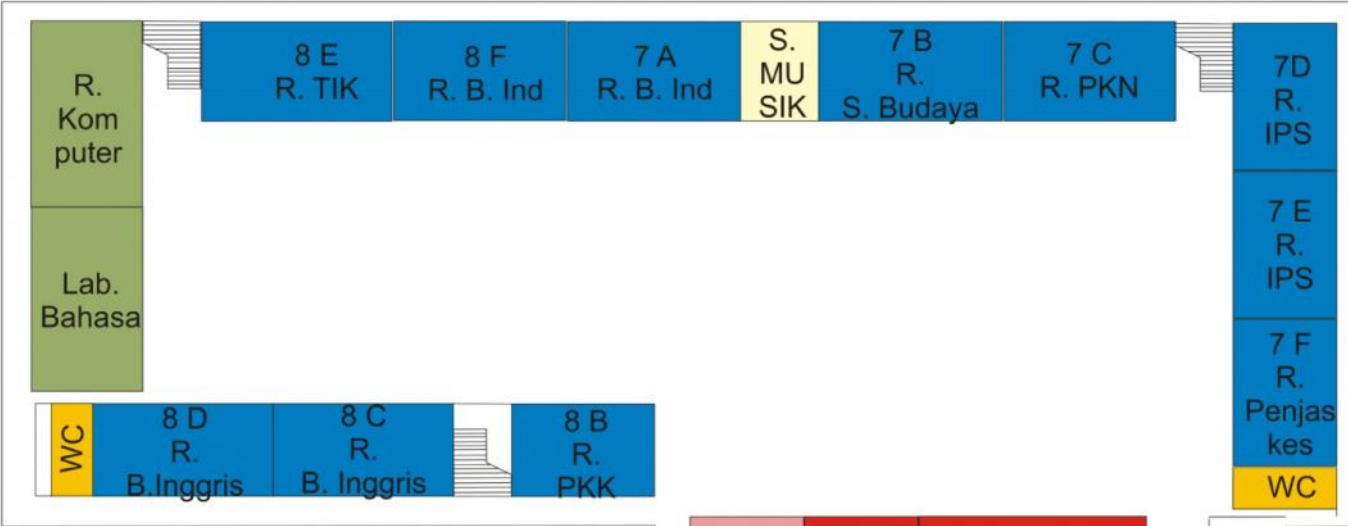 R.
Kom
puter
8 E
R. TIK
8 F
R. B. Ind
7 A
R. B. Ind
S.
MU
SIK
7 B
R.
S. Budaya
7 C
R. PKN
7D
R.
IPS
7 E
R.
IPS
7 F
R.
Penjas
kes
WC
Lab.
Bahasa
WC
8 D
R.
B.Inggris
8 C
R.
B. Inggris
8 B
R.
PKK